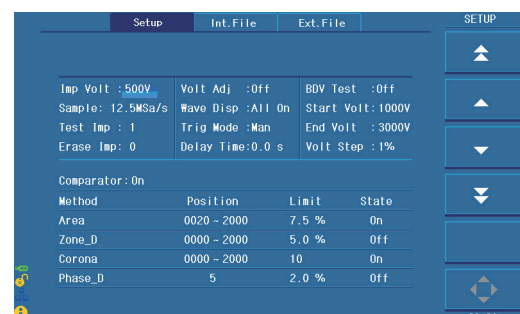 Setup Int.File Ext.File SETUP
Imp Volt :500V Volt Adj :Off BDV Test :Off
Sample: 12.5MSa/s Wave Disp :All On Start Volt:1000V
Test Imp : 1 Trig Mode :Man End Volt :3000V
Erase Imp: 0 Delay Time:0.0 s Volt Step :1%
Comparator:On
Method Position Limit State
Area 0020 ~ 2000 7.5 % On
Zone_D 0000 ~ 2000 5.0 % Off
Corona 0000 ~ 2000 10 On
Phase_D 5 2.0 % Off